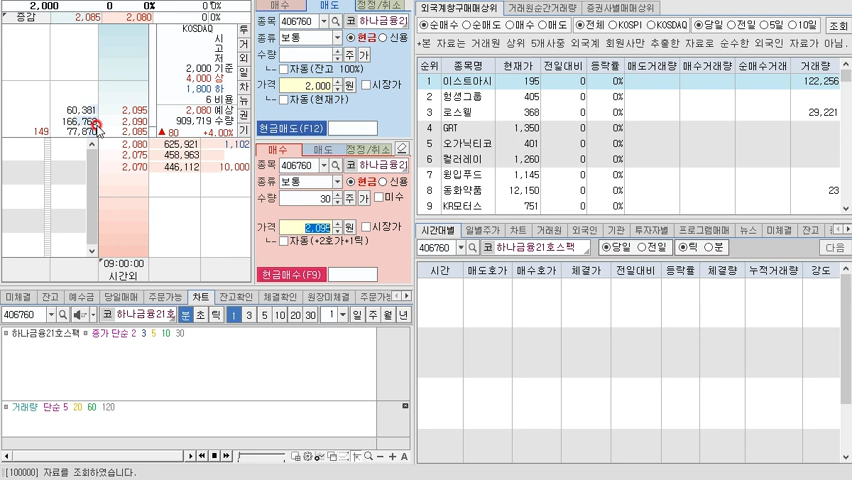 2,000 0 0% 0 0%
증감 2,085 2,080 0 0%
KOSDAQ
시
고
저
2,000 기준
4,000 상
1,800 하
6 비용
2,080 예상
909,719 수량
▲ 80 +4.00%
투
거
외
일
차
뉴
권
기
60,381 2,095
166,763 2,090
149 77,870 2,085
2,080 625,921 1,102
2,075 458,963
2,070 446,112 10.000
09:00:00
시간외
매수 매도 정정/취소
종목 406760 코 하나금융21
종류 보통 현금 신용
수량 주 가
자동(잔고 100%)
가격 2,000 원 시장가
자동(현재가)
현금매도(F12)
매수 매도 정정/취소
종목 406760 코 하나금융21
종류 보통 현금 신용
수량 30 주 가 미수
가격 2,095 원 시장가
자동(+2호가+1틱)
현금매수(F9)
미체결 잔고 예수금 당일매매 주문가능 차트 잔고확인 체결확인 원장미체결 주문가능
406760 코 하나금융21호 분 초 틱 1 3 5 10 20 30 1 일 주 월 년
하나금융21호스팩 종가 단순 2 3 5 10 30
거래량 단순 5 20 60 120
[100000] 자료를 조회하였습니다.
외국계창구매매상위 거래원순간거래량 증권사별매매상위
순매수 순매도 매수 매도 전체 KOSPI KOSDAQ 당일 전일 5일 10일 조회
*본 자료는 거래원 상위 5개사중 외국계 회원사만 추출한 자료로 순수한 외국인 자료가 아님.
순위 종목명 현재가 전일대비 등락률 매도거래량 매수거래량 순매수거래 거래량
1 미스트아시 195 0 0% 122,256
2 헝셩그룹 405 0 0%
3 로스웰 368 0 0% 29,221
4 GRT 1,350 0 0%
5 오가닉티코 401 0 0%
6 컬러레이 1,260 0 0%
7 윙입푸드 1,145 0 0%
8 동화약품 12,150 0 0% 23
9 KR모터스 751 0 0%
시간대별 일별주가 차트 거래원 외국인 기관 투자자별 프로그램매매 뉴스 미체결 잔고
406760 코 하나금융21호스팩 당일 전일 틱 분 다음
시간 매도호가 매수호가 체결가 전일대비 등락률 체결량 누적거래량 강도